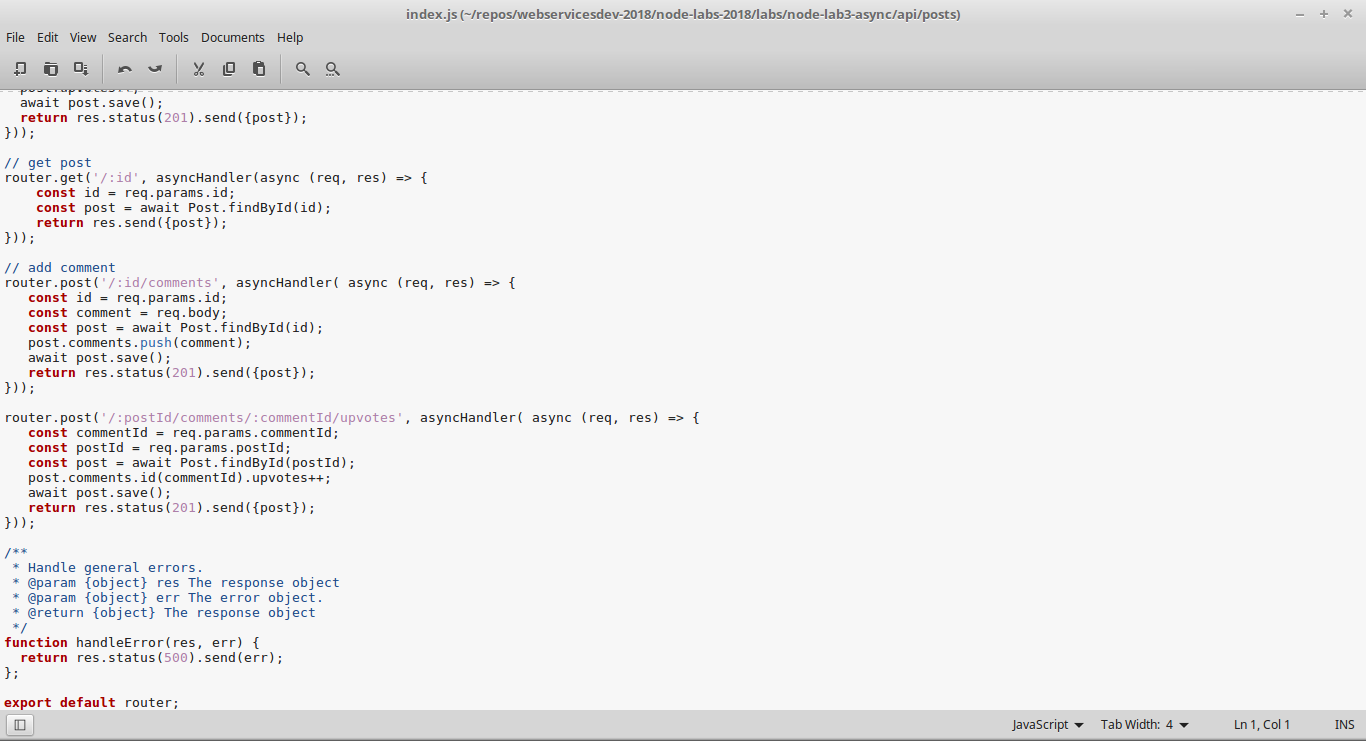 index.js (~/repos/webservicesdev-2018/node-labs-2018/labs/node-lab3-async/api/posts)
File Edit View Search Tools Documents Help
  await post.save();
  return res.status(201).send({post});
}));

// get post
router.get('/:id', asyncHandler(async (req, res) => {
    const id = req.params.id;
    const post = await Post.findById(id);
    return res.send({post});
}));

// add comment
router.post('/:id/comments', asyncHandler( async (req, res) => {
   const id = req.params.id;
   const comment = req.body;
   const post = await Post.findById(id);
   post.comments.push(comment);
   await post.save();
   return res.status(201).send({post});
}));

router.post('/:postId/comments/:commentId/upvotes', asyncHandler( async (req, res) => {
   const commentId = req.params.commentId;
   const postId = req.params.postId;
   const post = await Post.findById(postId);
   post.comments.id(commentId).upvotes++;
   await post.save();
   return res.status(201).send({post});
}));

/**
 * Handle general errors.
 * @param {object} res The response object
 * @param {object} err The error object.
 * @return {object} The response object
 */
function handleError(res, err) {
  return res.status(500).send(err);
};

export default router;
JavaScript Tab Width: 4 Ln 1, Col 1 INS